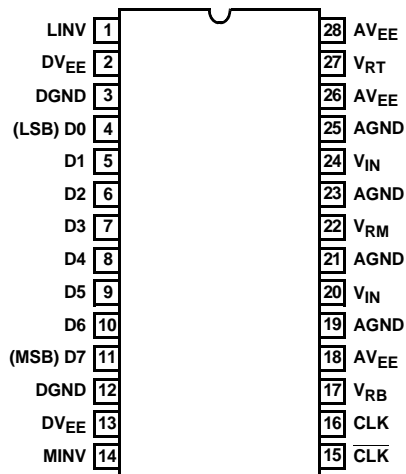 LINV 1
DVEE 2
DGND 3
(LSB) D0 4
D1 5
D2 6
D3 7
D4 8
D5 9
D6 10
(MSB) D7 11
DGND 12
DVEE 13
MINV 14
28 AVEE
27 VRT
26 AVEE
25 AGND
24 VIN
23 AGND
22 VRM
21 AGND
20 VIN
19 AGND
18 AVEE
17 VRB
16 CLK
15 C̅L̅K̅